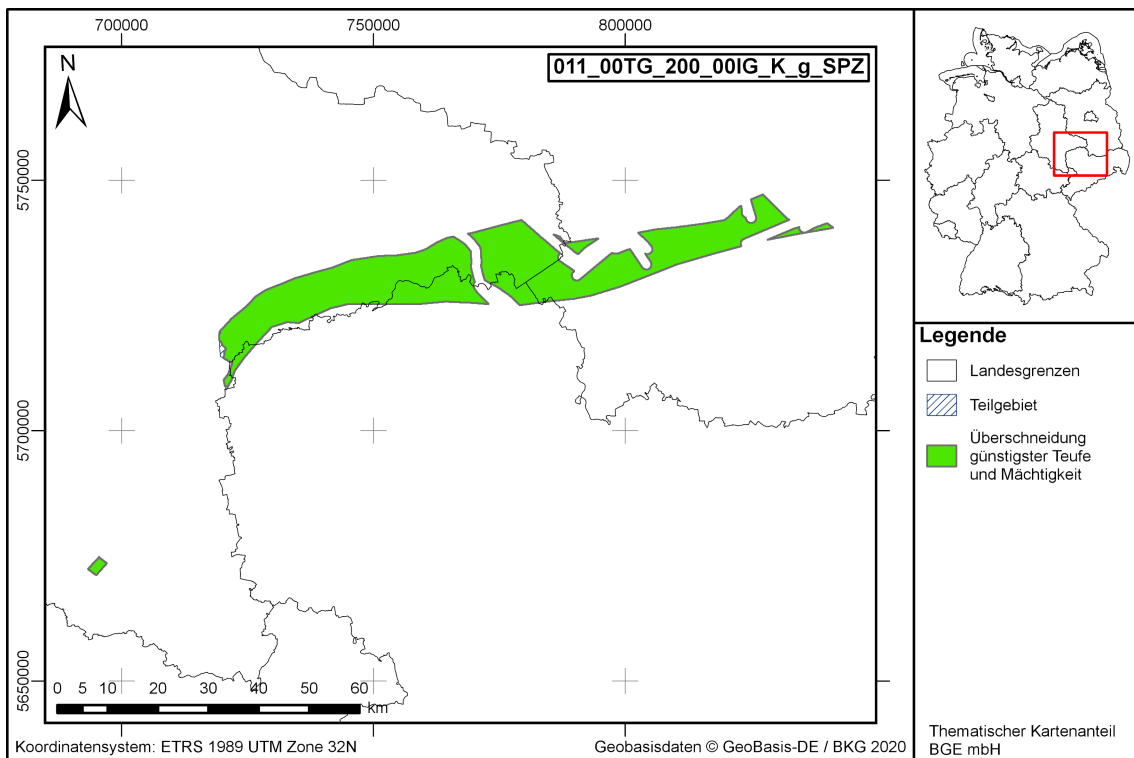 700000
750000
800000
N
011_00TG_200_00IG_K_g_SPZ
5750000
5700000
5650000
0 5 10 20 30 40 50 60
km
Koordinatensystem: ETRS 1989 UTM Zone 32N
Geobasisdaten © GeoBasis-DE / BKG 2020
Legende
Landesgrenzen
Teilgebiet
Überschneidung
günstigster Teufe
und Mächtigkeit
Thematischer Kartenanteil
BGE mbH